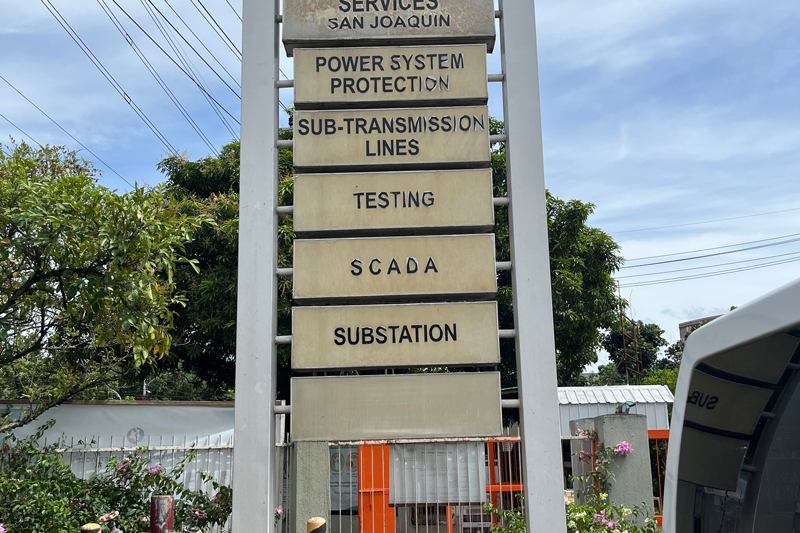 SERVICES
SAN JOAQUIN
POWER SYSTEM
PROTECTION
SUB-TRANSMISSION
LINES
TESTING
SCADA
SUBSTATION
SUB